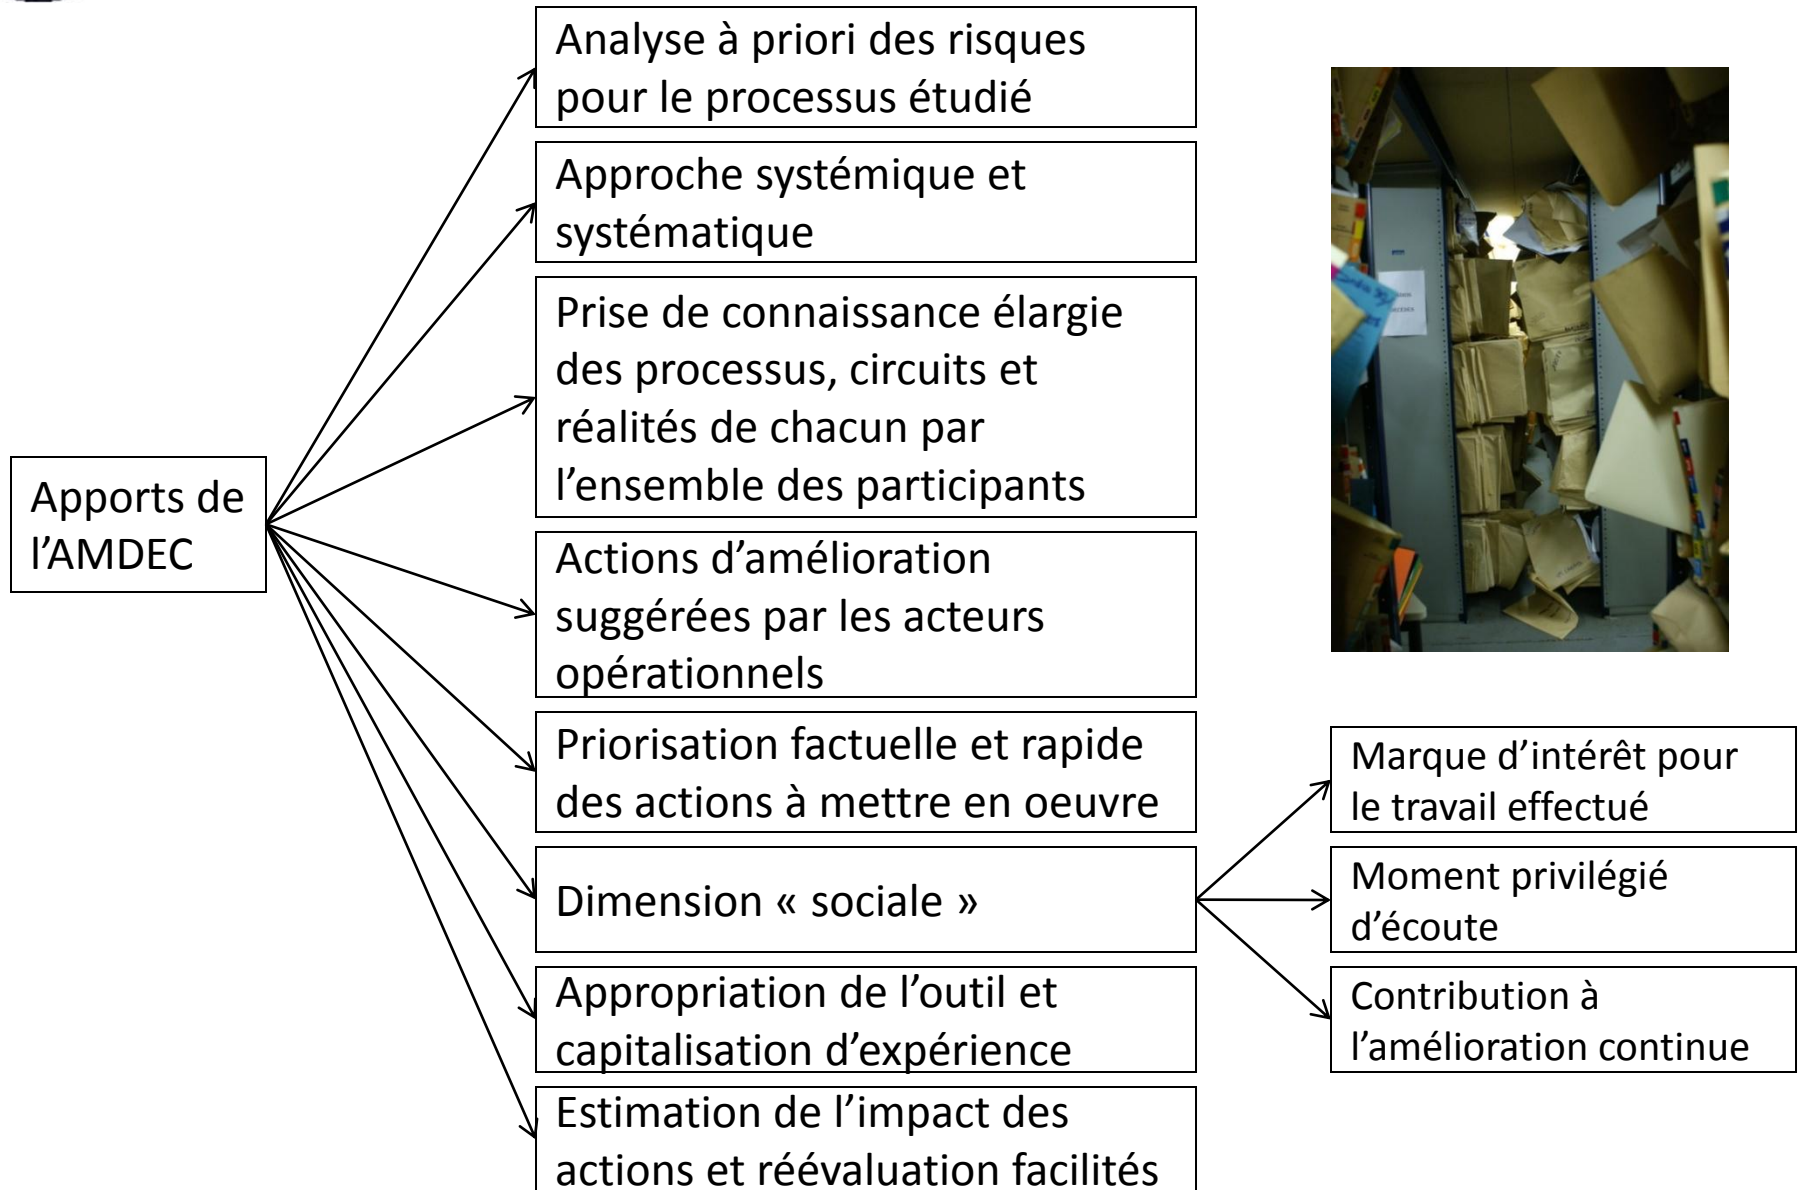 Apports de
l’AMDEC
Analyse à priori des risques
pour le processus étudié
Approche systémique et
systématique
Prise de connaissance élargie
des processus, circuits et
réalités de chacun par
l’ensemble des participants
Actions d’amélioration
suggérées par les acteurs
opérationnels
Priorisation factuelle et rapide
des actions à mettre en oeuvre
Dimension « sociale »
Appropriation de l’outil et
capitalisation d’expérience
Estimation de l’impact des
actions et réévaluation facilités
Marque d’intérêt pour
le travail effectué
Moment privilégié
d’écoute
Contribution à
l’amélioration continue